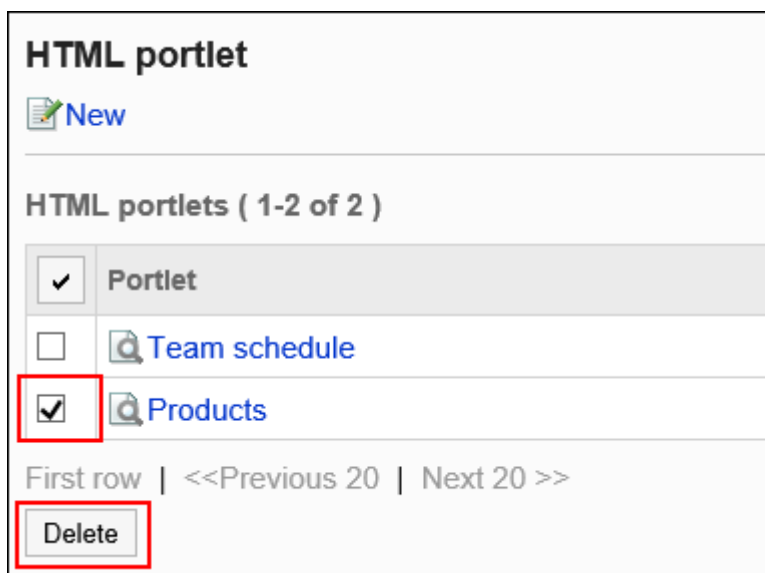 HTML portlet
New
HTML portlets ( 1-2 of 2 )
Portlet
Team schedule
Products
First row | <<Previous 20 | Next 20 >>
Delete